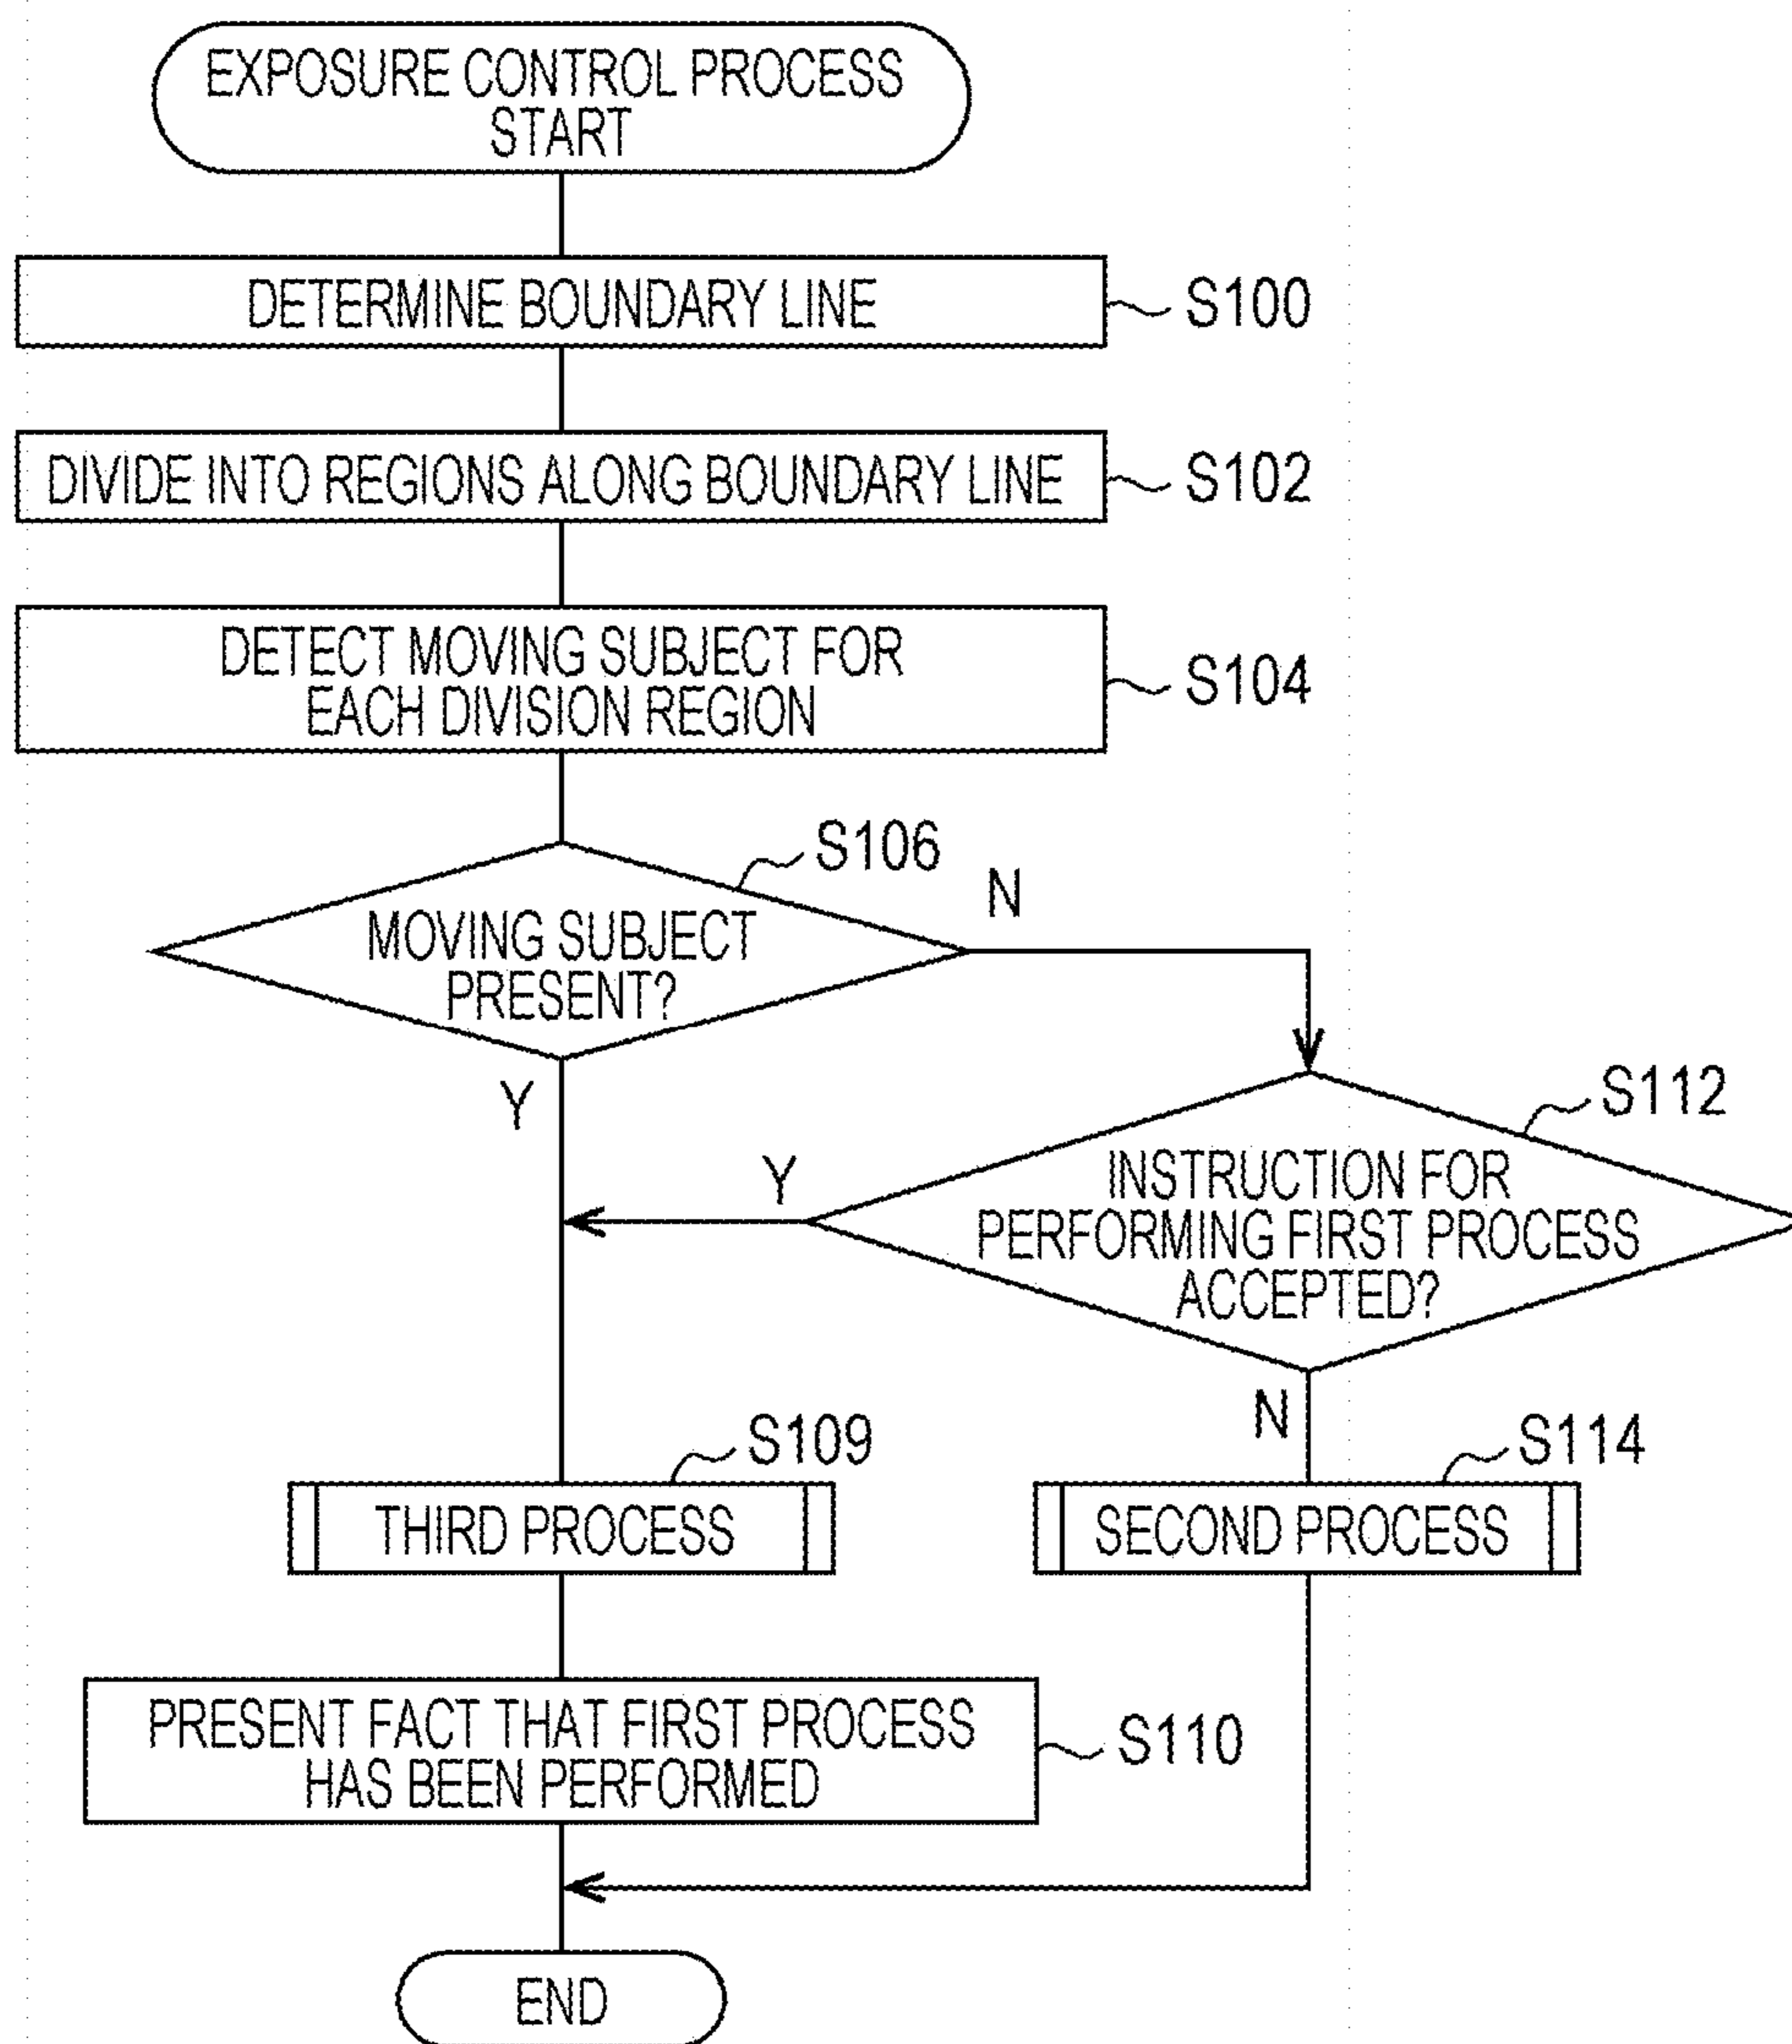 EXPOSURE CONTROL PROCESS
START
DETERMINE BOUNDARY LINE
S100
DIVIDE INTO REGIONS ALONG BOUNDARY LINE
S102
DETECT MOVING SUBJECT FOR
EACH DIVISION REGION
S104
S106
MOVING SUBJECT
PRESENT?
N
Y
S112
INSTRUCTION FOR
PERFORMING FIRST PROCESS
ACCEPTED?
Y
N
S109
THIRD PROCESS
S114
SECOND PROCESS
PRESENT FACT THAT FIRST PROCESS
HAS BEEN PERFORMED
S110
END